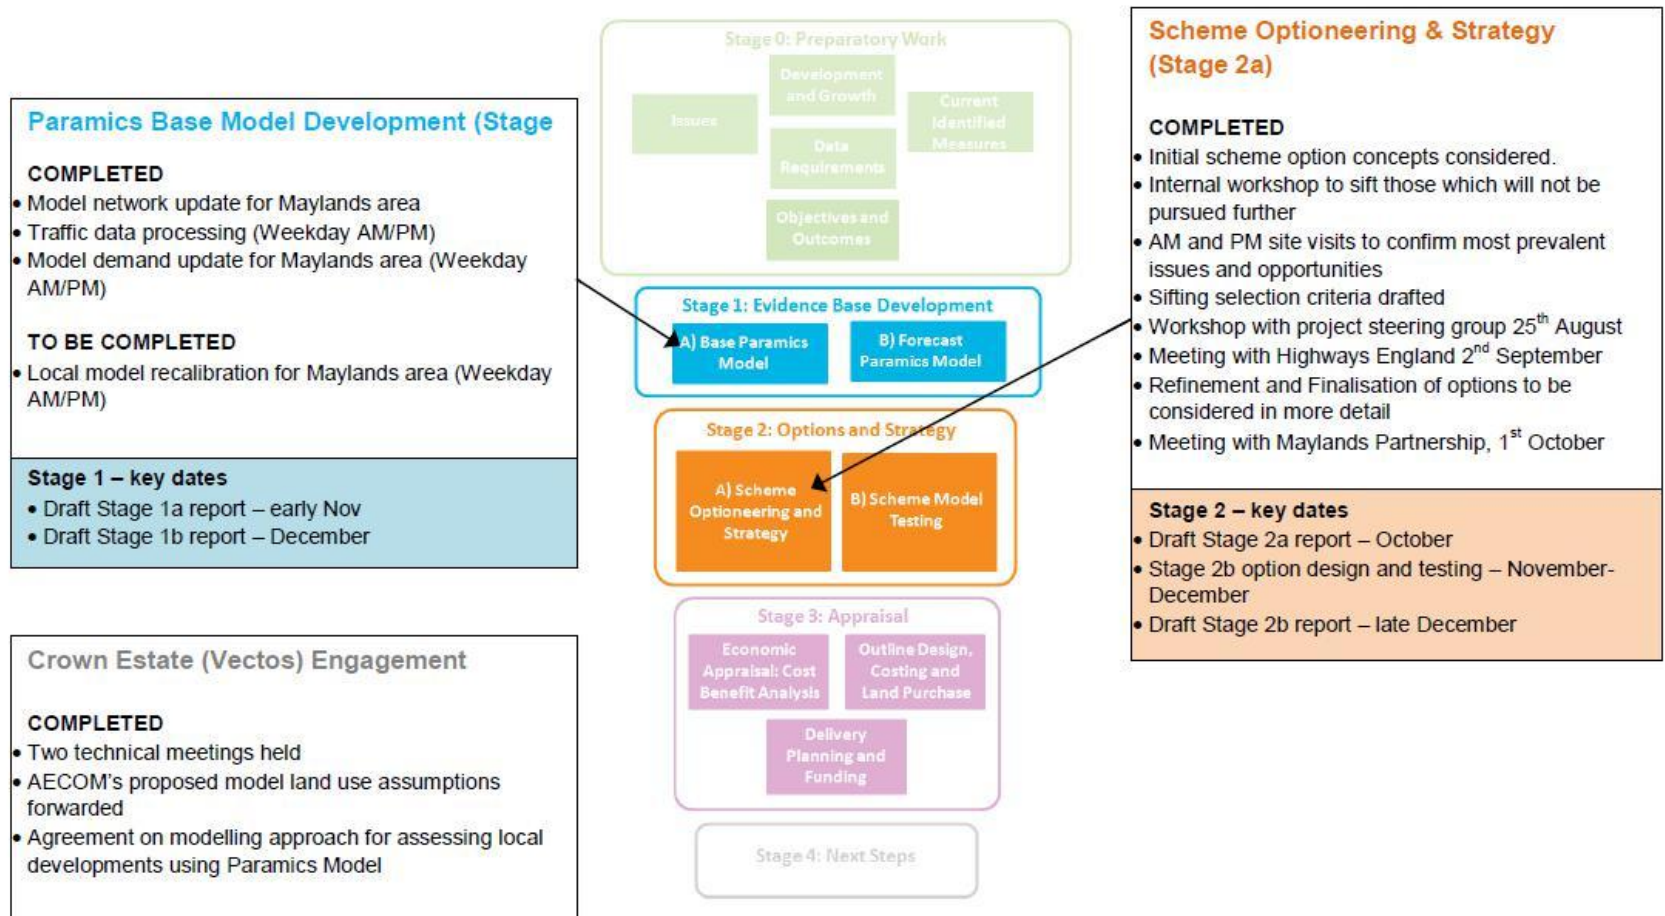 Paramics Base Model Development (Stage
COMPLETED
• Model network update for Maylands area
• Traffic data processing (Weekday AM/PM)
• Model demand update for Maylands area (Weekday
AM/PM)
TO BE COMPLETED
• Local model recalibration for Maylands area (Weekday
AM/PM)
Stage 1 – key dates
• Draft Stage 1a report – early Nov
• Draft Stage 1b report – December
Crown Estate (Vectos) Engagement
COMPLETED
• Two technical meetings held
• AECOM's proposed model land use assumptions
forwarded
• Agreement on modelling approach for assessing local
developments using Paramics Model
Stage 0: Preparatory Work
Issues
Development
and Growth
Current
Identified
Measures
Data
Requirements
Objectives and
Outcomes
Stage 1: Evidence Base Development
A) Base Paramics
Model
B) Forecast
Paramics Model
Stage 2: Options and Strategy
A) Scheme
Optioneering and
Strategy
B) Scheme Model
Testing
Stage 3: Appraisal
Economic
Appraisal: Cost
Benefit Analysis
Outline Design,
Costing and
Land Purchase
Delivery
Planning and
Funding
Stage 4: Next Steps
Scheme Optioneering & Strategy
(Stage 2a)
COMPLETED
• Initial scheme option concepts considered.
• Internal workshop to sift those which will not be
pursued further
• AM and PM site visits to confirm most prevalent
issues and opportunities
• Sifting selection criteria drafted
• Workshop with project steering group 25th August
• Meeting with Highways England 2nd September
• Refinement and Finalisation of options to be
considered in more detail
• Meeting with Maylands Partnership, 1st October
Stage 2 – key dates
• Draft Stage 2a report – October
• Stage 2b option design and testing – November-
December
• Draft Stage 2b report – late December